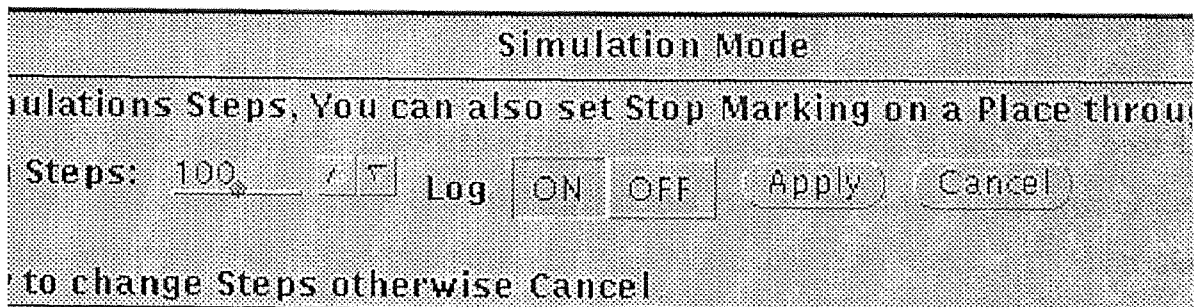 Simulation Mode
ulations Steps, You can also set Stop Marking on a Place throu
Steps: 100 Log ON OFF Apply Cancel
to change Steps otherwise Cancel